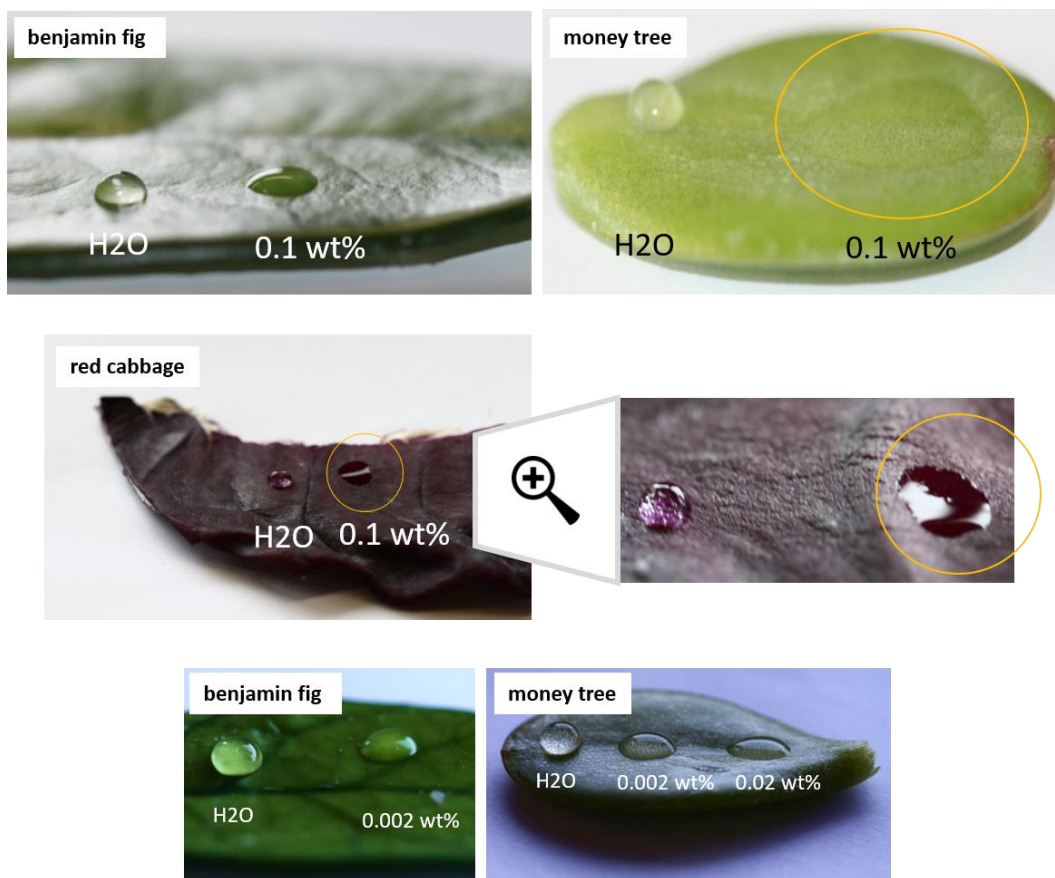 benjamin fig
H2O
0.1 wt%
money tree
H2O
0.1 wt%
red cabbage
H2O
0.1 wt%
benjamin fig
H2O
0.002 wt%
money tree
H2O
0.002 wt%
0.02 wt%